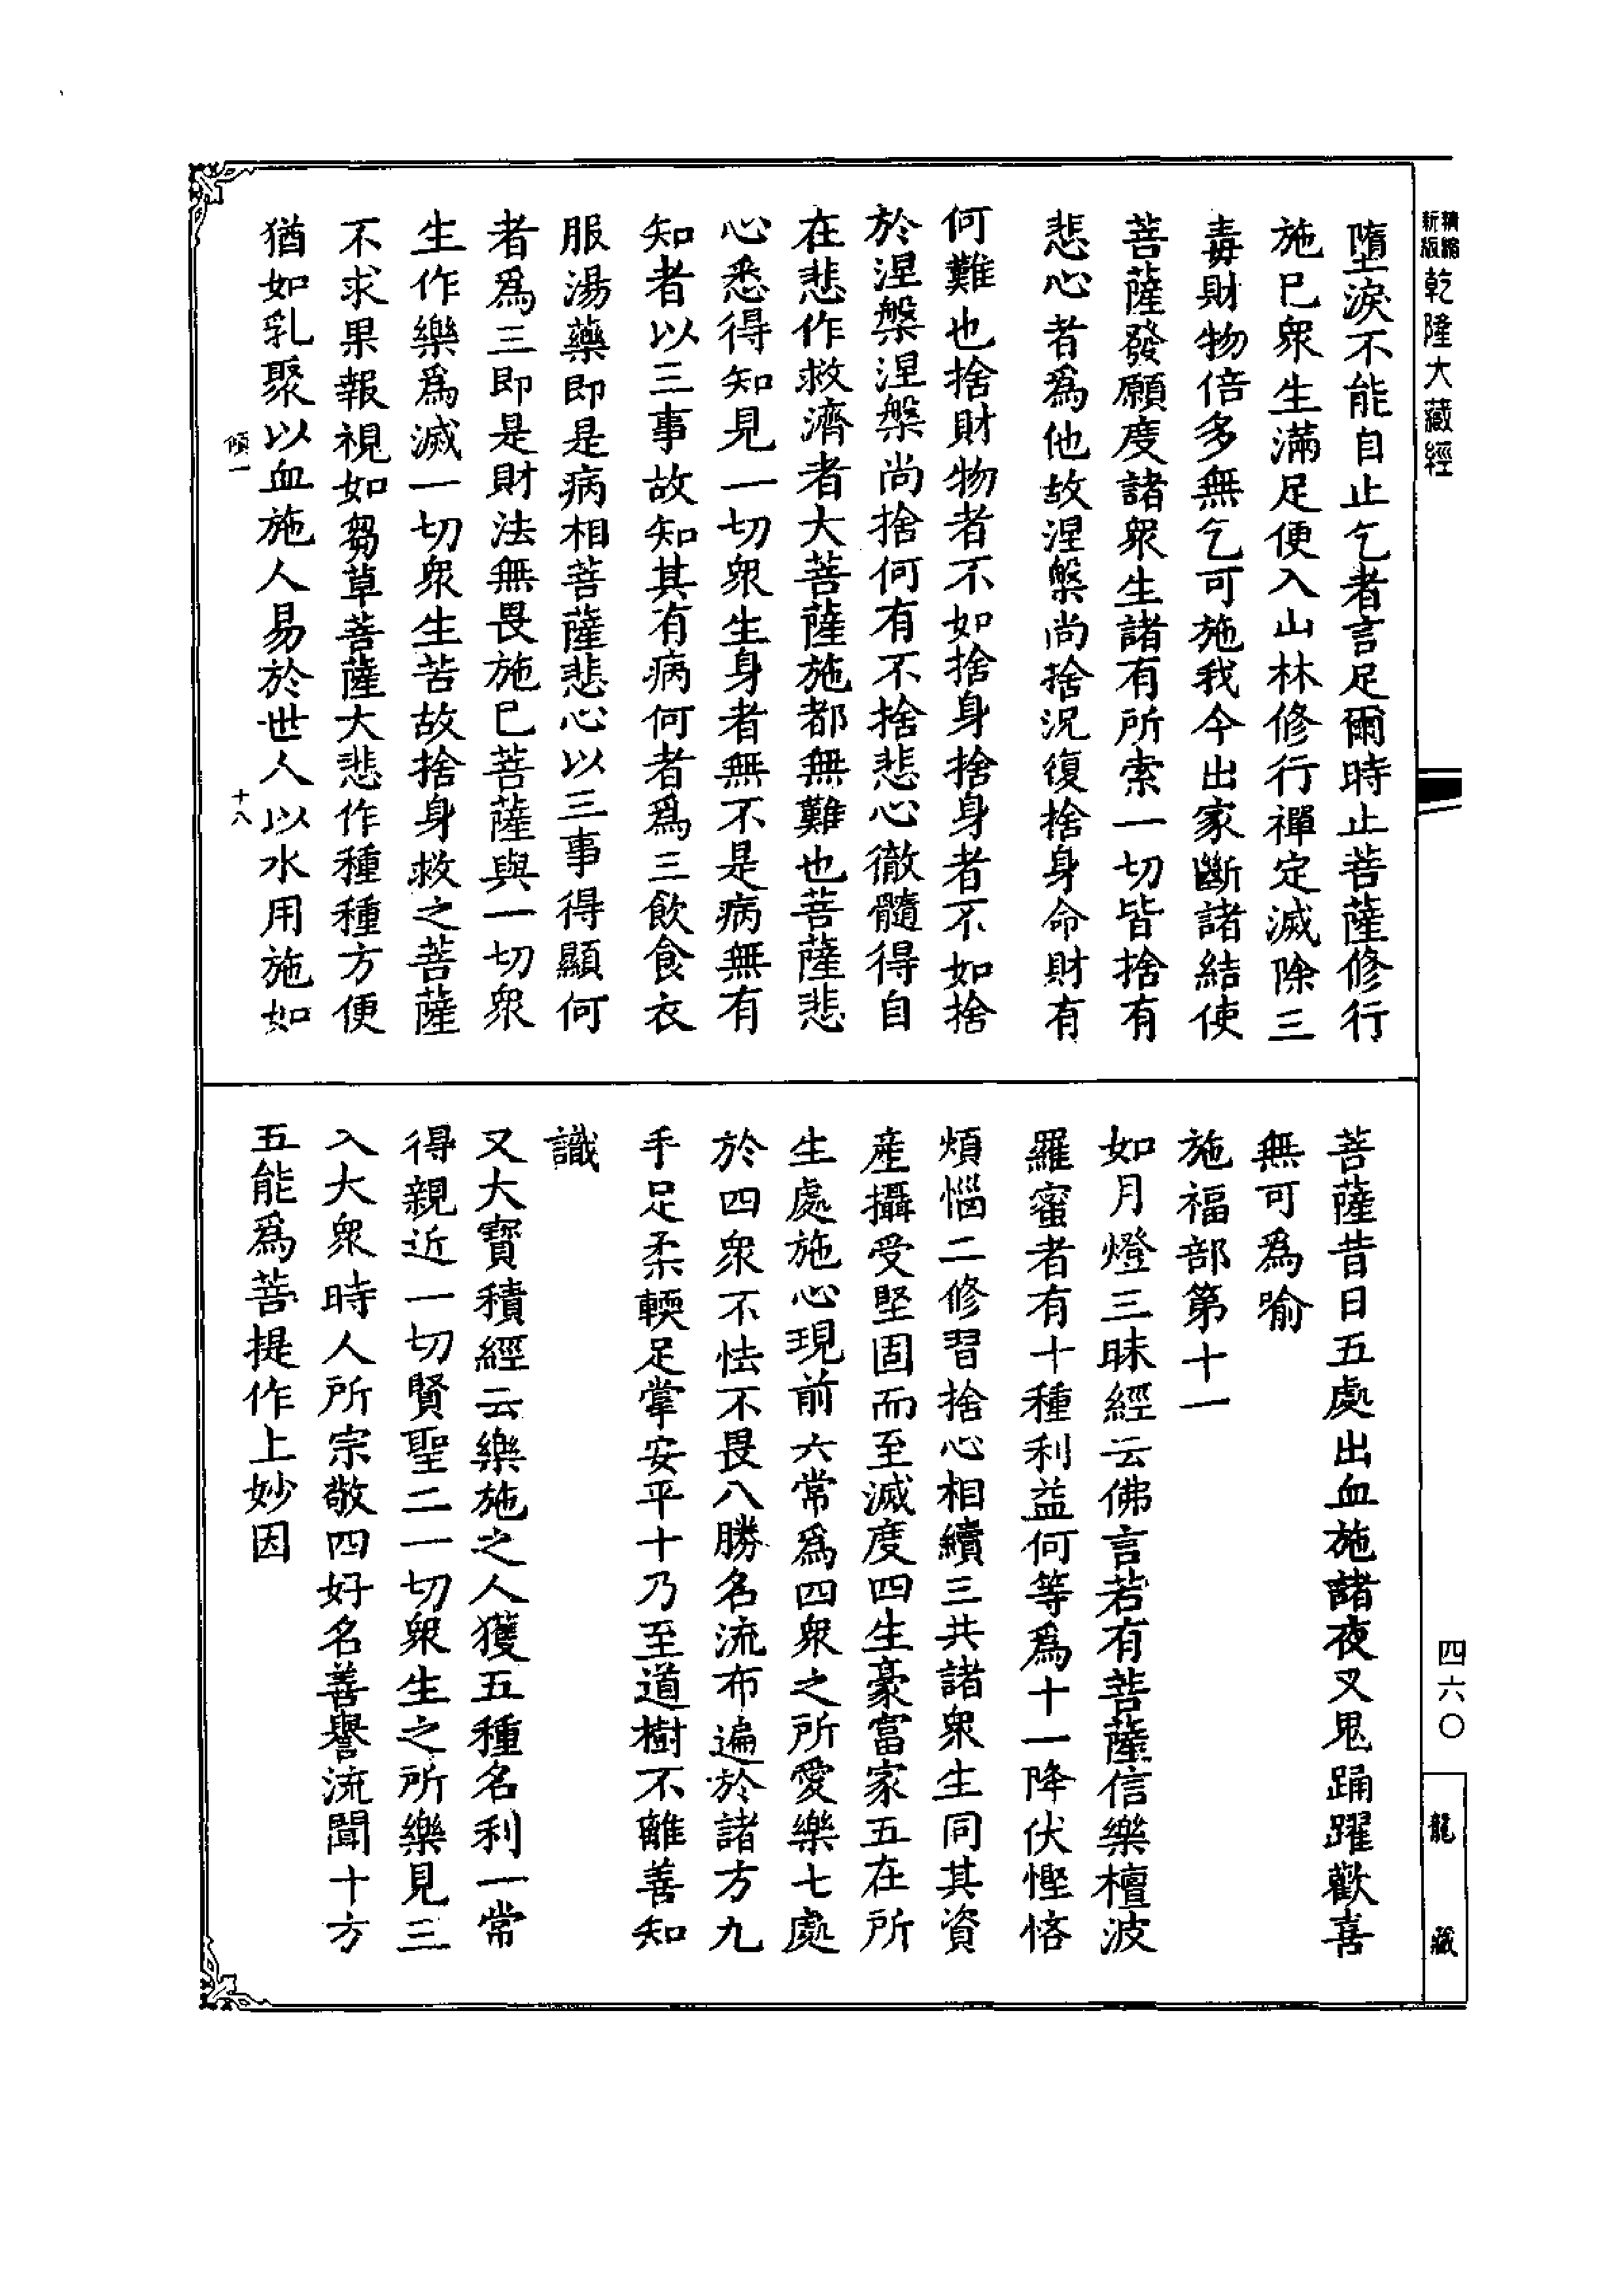 精縮
新版
乾隆大藏經
墮淚不能自止乞者言足爾時止菩薩修行
施已眾生滿足便入山林修行禪定滅除三
毒財物倍多無乞可施我今出家斷諸結使
菩薩發願度諸眾生諸有所索一切皆捨有
悲心者為他故涅槃尚捨況復捨身命財有
何難也捨財物者不如捨身捨身者不如捨
於涅槃涅槃尚捨何有不捨悲心徹髓得自
在悲作救濟者大菩薩施都無難也菩薩悲
心悉得知見一切眾生身者無不是病無有
知者以三事故知其有病何者為三飲食衣
服湯藥即是病相菩薩悲心以三事得顯何
者為三即是財法無畏施已菩薩與一切眾
生作樂為滅一切眾生苦故捨身救之菩薩
不求果報視如芻草菩薩大悲作種種方便
猶如乳聚以血施人易於世人以水用施如
傾一
十八
菩薩昔日五處出血施諸夜叉鬼踊躍歡喜
無可為喻
施福部第十一
如月燈三昧經云佛言若有菩薩信樂檀波
羅蜜者有十種利益何等為十一降伏慳悋
煩惱二修習捨心相續三共諸眾生同其資
產攝受堅固而至滅度四生豪富家五在所
生處施心現前六常為四眾之所愛樂七處
於四眾不怯不畏八勝名流布遍於諸方九
手足柔輭足掌安平十乃至道樹不離善知
識
又大寶積經云樂施之人獲五種名利一常
得親近一切賢聖二一切眾生之所樂見三
入大眾時人所宗敬四好名善譽流聞十方
五能為菩提作上妙因
四六〇
龍藏